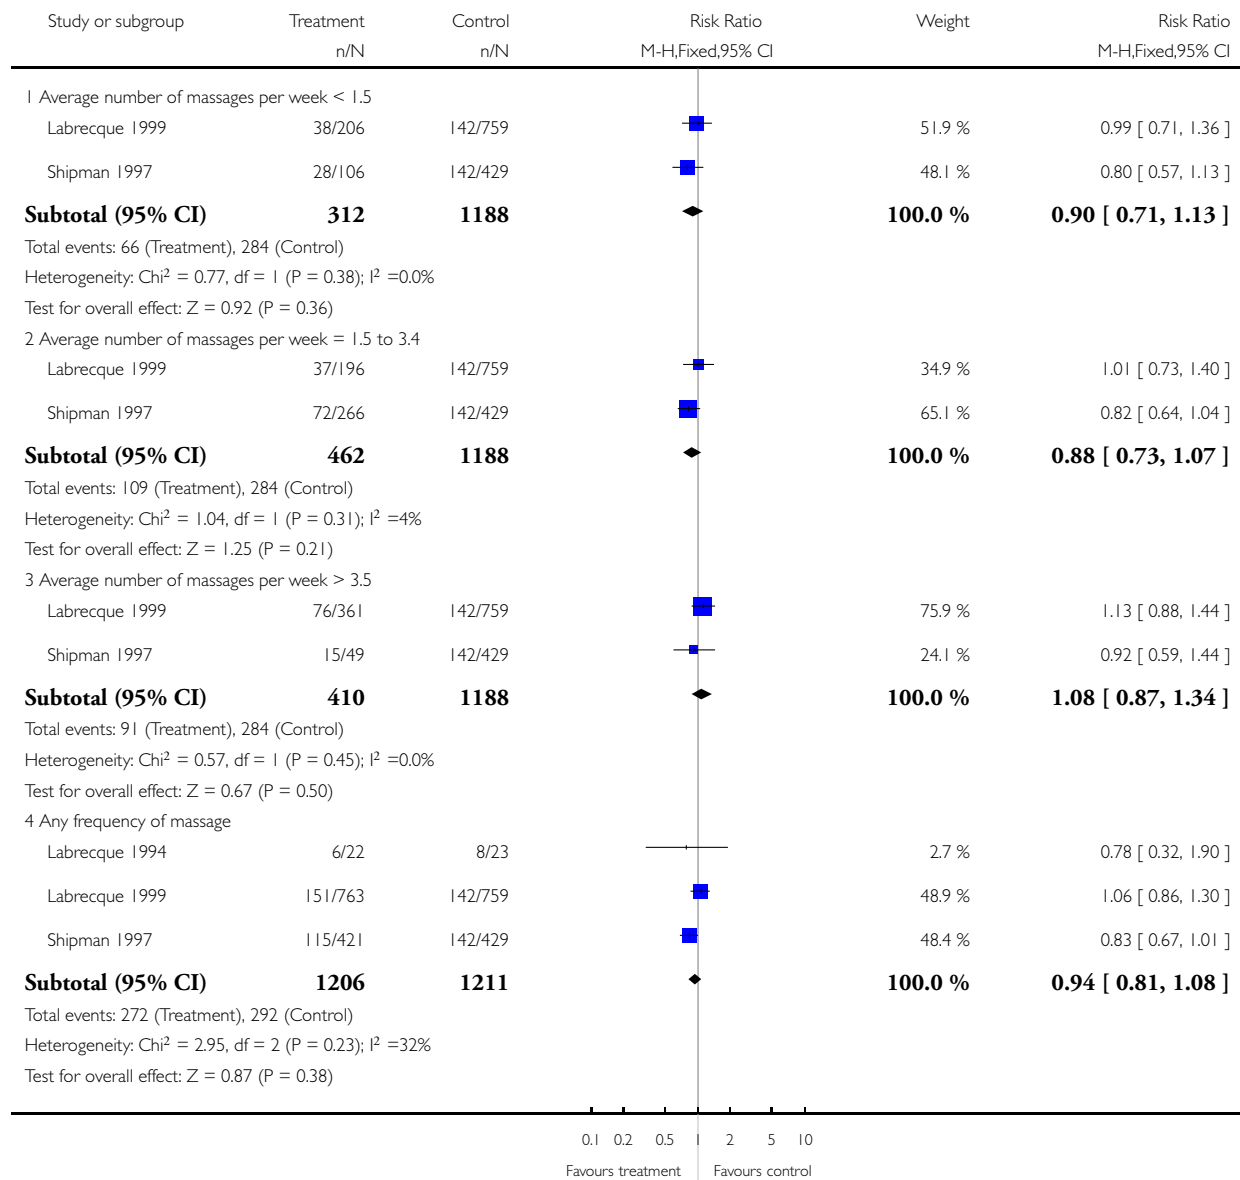 Study or subgroup Treatment Control Risk Ratio Weight Risk Ratio
n/N n/N M-H,Fixed,95% CI M-H,Fixed,95% CI
1 Average number of massages per week < 1.5
Labrecque 1999 38/206 142/759 51.9 % 0.99 [ 0.71, 1.36 ]
Shipman 1997 28/106 142/429 48.1 % 0.80 [ 0.57, 1.13 ]
Subtotal (95% CI) 312 1188 100.0 % 0.90 [ 0.71, 1.13 ]
Total events: 66 (Treatment), 284 (Control)
Heterogeneity: Chi² = 0.77, df = 1 (P = 0.38); I² =0.0%
Test for overall effect: Z = 0.92 (P = 0.36)
2 Average number of massages per week = 1.5 to 3.4
Labrecque 1999 37/196 142/759 34.9 % 1.01 [ 0.73, 1.40 ]
Shipman 1997 72/266 142/429 65.1 % 0.82 [ 0.64, 1.04 ]
Subtotal (95% CI) 462 1188 100.0 % 0.88 [ 0.73, 1.07 ]
Total events: 109 (Treatment), 284 (Control)
Heterogeneity: Chi² = 1.04, df = 1 (P = 0.31); I² =4%
Test for overall effect: Z = 1.25 (P = 0.21)
3 Average number of massages per week > 3.5
Labrecque 1999 76/361 142/759 75.9 % 1.13 [ 0.88, 1.44 ]
Shipman 1997 15/49 142/429 24.1 % 0.92 [ 0.59, 1.44 ]
Subtotal (95% CI) 410 1188 100.0 % 1.08 [ 0.87, 1.34 ]
Total events: 91 (Treatment), 284 (Control)
Heterogeneity: Chi² = 0.57, df = 1 (P = 0.45); I² =0.0%
Test for overall effect: Z = 0.67 (P = 0.50)
4 Any frequency of massage
Labrecque 1994 6/22 8/23 2.7 % 0.78 [ 0.32, 1.90 ]
Labrecque 1999 151/763 142/759 48.9 % 1.06 [ 0.86, 1.30 ]
Shipman 1997 115/421 142/429 48.4 % 0.83 [ 0.67, 1.01 ]
Subtotal (95% CI) 1206 1211 100.0 % 0.94 [ 0.81, 1.08 ]
Total events: 272 (Treatment), 292 (Control)
Heterogeneity: Chi² = 2.95, df = 2 (P = 0.23); I² =32%
Test for overall effect: Z = 0.87 (P = 0.38)
0.1 0.2 0.5 1 2 5 10
Favours treatment Favours control